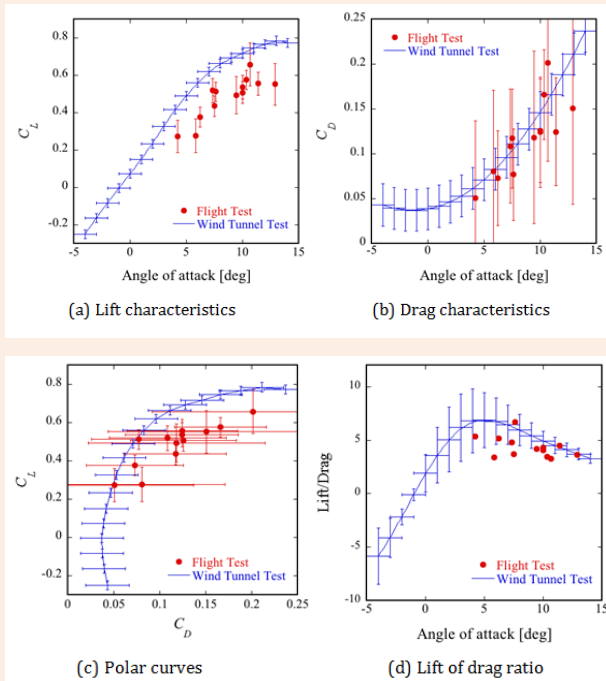 0.8
0.6
0.4
0.2
0
-0.2
C_L
-5 0 5 10 15
Angle of attack [deg]
Flight Test
Wind Tunnel Test
(a) Lift characteristics
0.25
0.2
0.15
0.1
0.05
0
C_D
-5 0 5 10 15
Angle of attack [deg]
Flight Test
Wind Tunnel Test
(b) Drag characteristics
0.8
0.6
0.4
0.2
0
-0.2
C_L
0 0.05 0.1 0.15 0.2 0.25
C_D
Flight Test
Wind Tunnel Test
(c) Polar curves
10
5
0
-5
-10
Lift/Drag
-5 0 5 10 15
Angle of attack [deg]
Flight Test
Wind Tunnel Test
(d) Lift of drag ratio